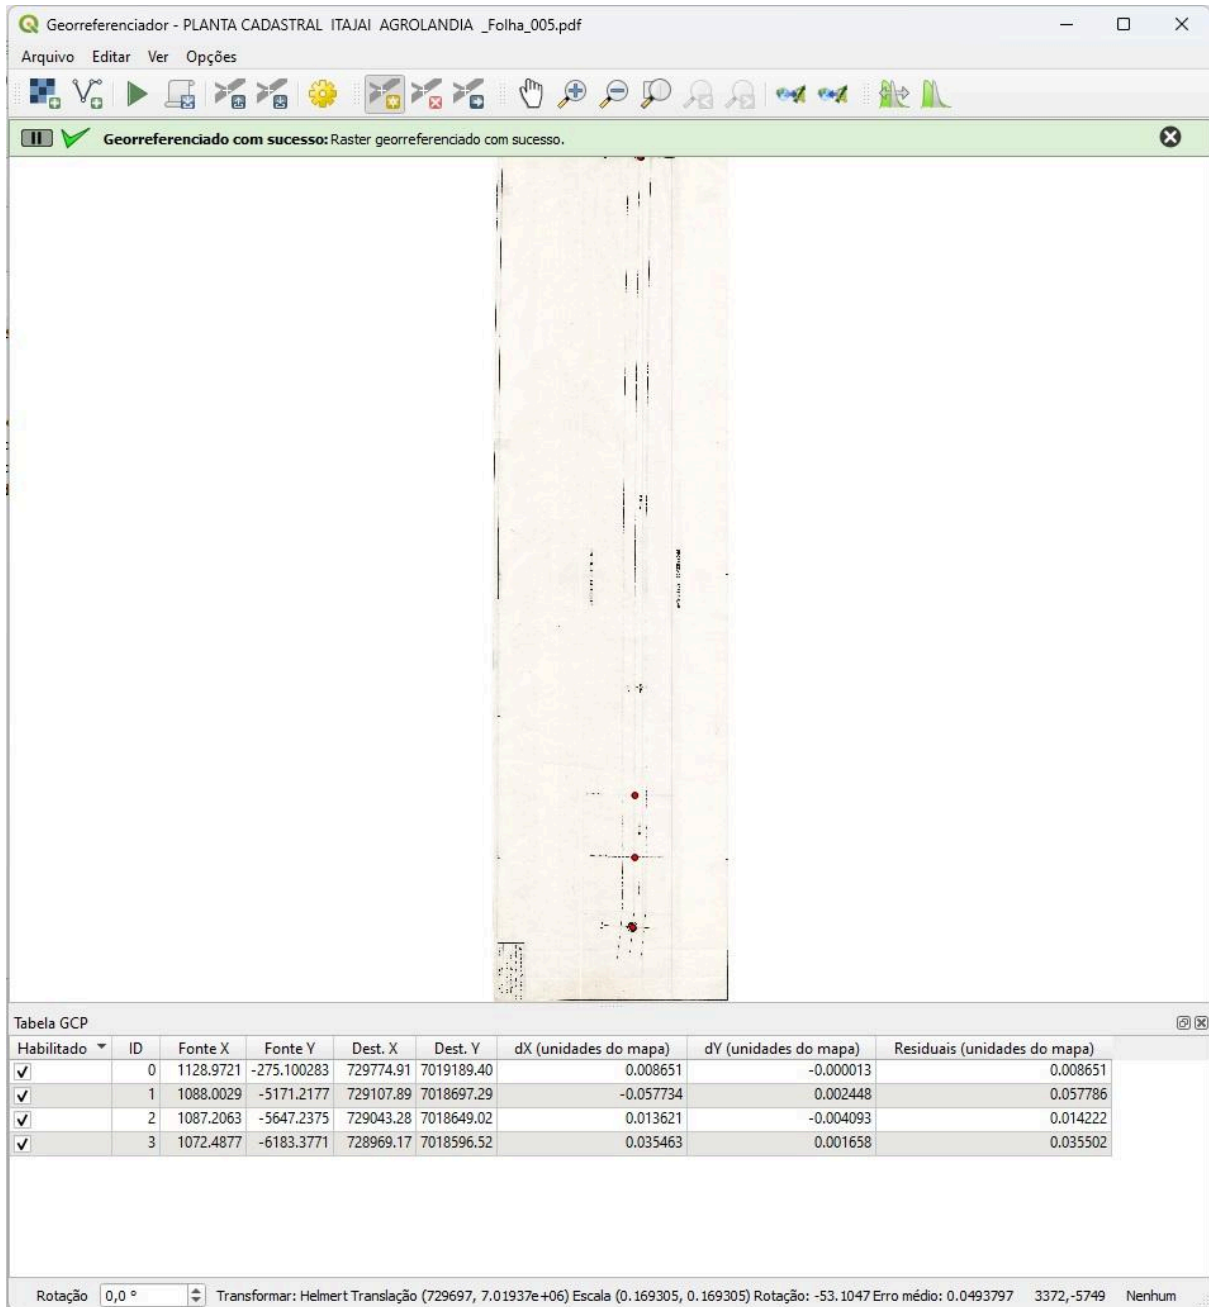 Georreferenciador - PLANTA CADASTRAL ITAJAI AGROLANDIA _Folha_005.pdf
Arquivo Editar Ver Opções
Georreferenciado com sucesso: Raster georreferenciado com sucesso.
Tabela GCP
Habilitado ID Fonte X Fonte Y Dest. X Dest. Y dX (unidades do mapa) dY (unidades do mapa) Residuais (unidades do mapa)
0 1128.9721 -275.100283 729774.91 7019189.40 0.008651 -0.000013 0.008651
1 1088.0029 -5171.2177 729107.89 7018697.29 -0.057734 0.002448 0.057786
2 1087.2063 -5647.2375 729043.28 7018649.02 0.013621 -0.004093 0.014222
3 1072.4877 -6183.3771 728969.17 7018596.52 0.035463 0.001658 0.035502
Rotação 0,0 ° Transformar: Helmert Translação (729697, 7.01937e+06) Escala (0.169305, 0.169305) Rotação: -53.1047 Erro médio: 0.0493797 3372,-5749 Nenhum